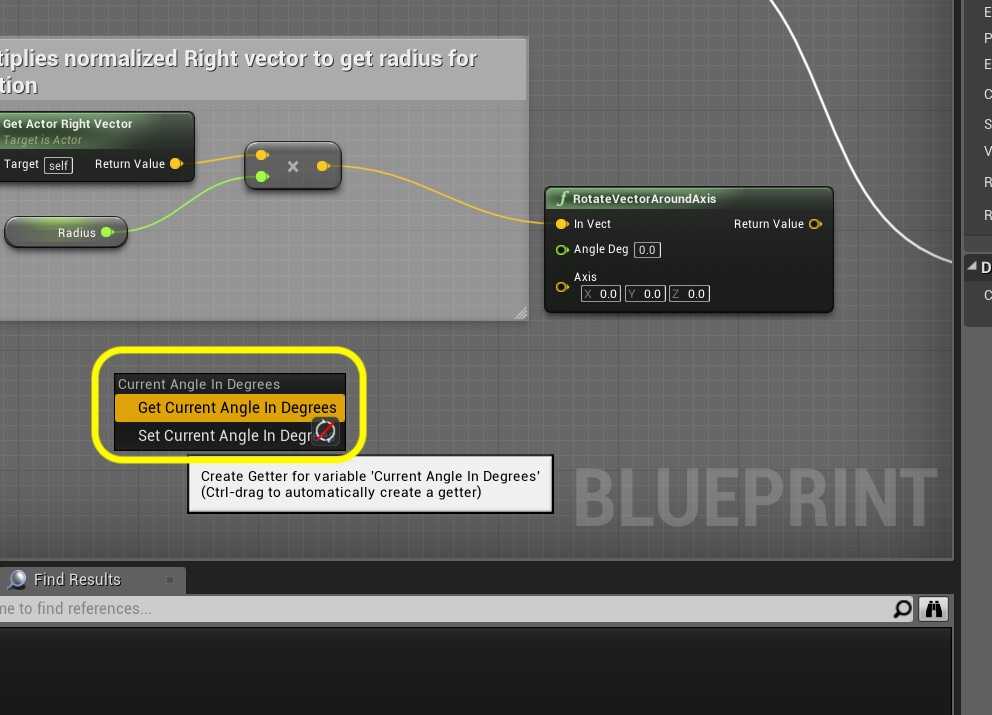 tiplies normalized Right vector to get radius for
tion
Get Actor Right Vector
Target is Actor
Target self Return Value
×
Radius
f RotateVectorAroundAxis
In Vect Return Value
Angle Deg 0.0
Axis
X 0.0 Y 0.0 Z 0.0
Current Angle In Degrees
Get Current Angle In Degrees
Set Current Angle In Degr
Create Getter for variable 'Current Angle In Degrees'
(Ctrl-drag to automatically create a getter)
BLUEPRINT
Find Results
me to find references...
E
P
E
C
S
V
R
R
D
C